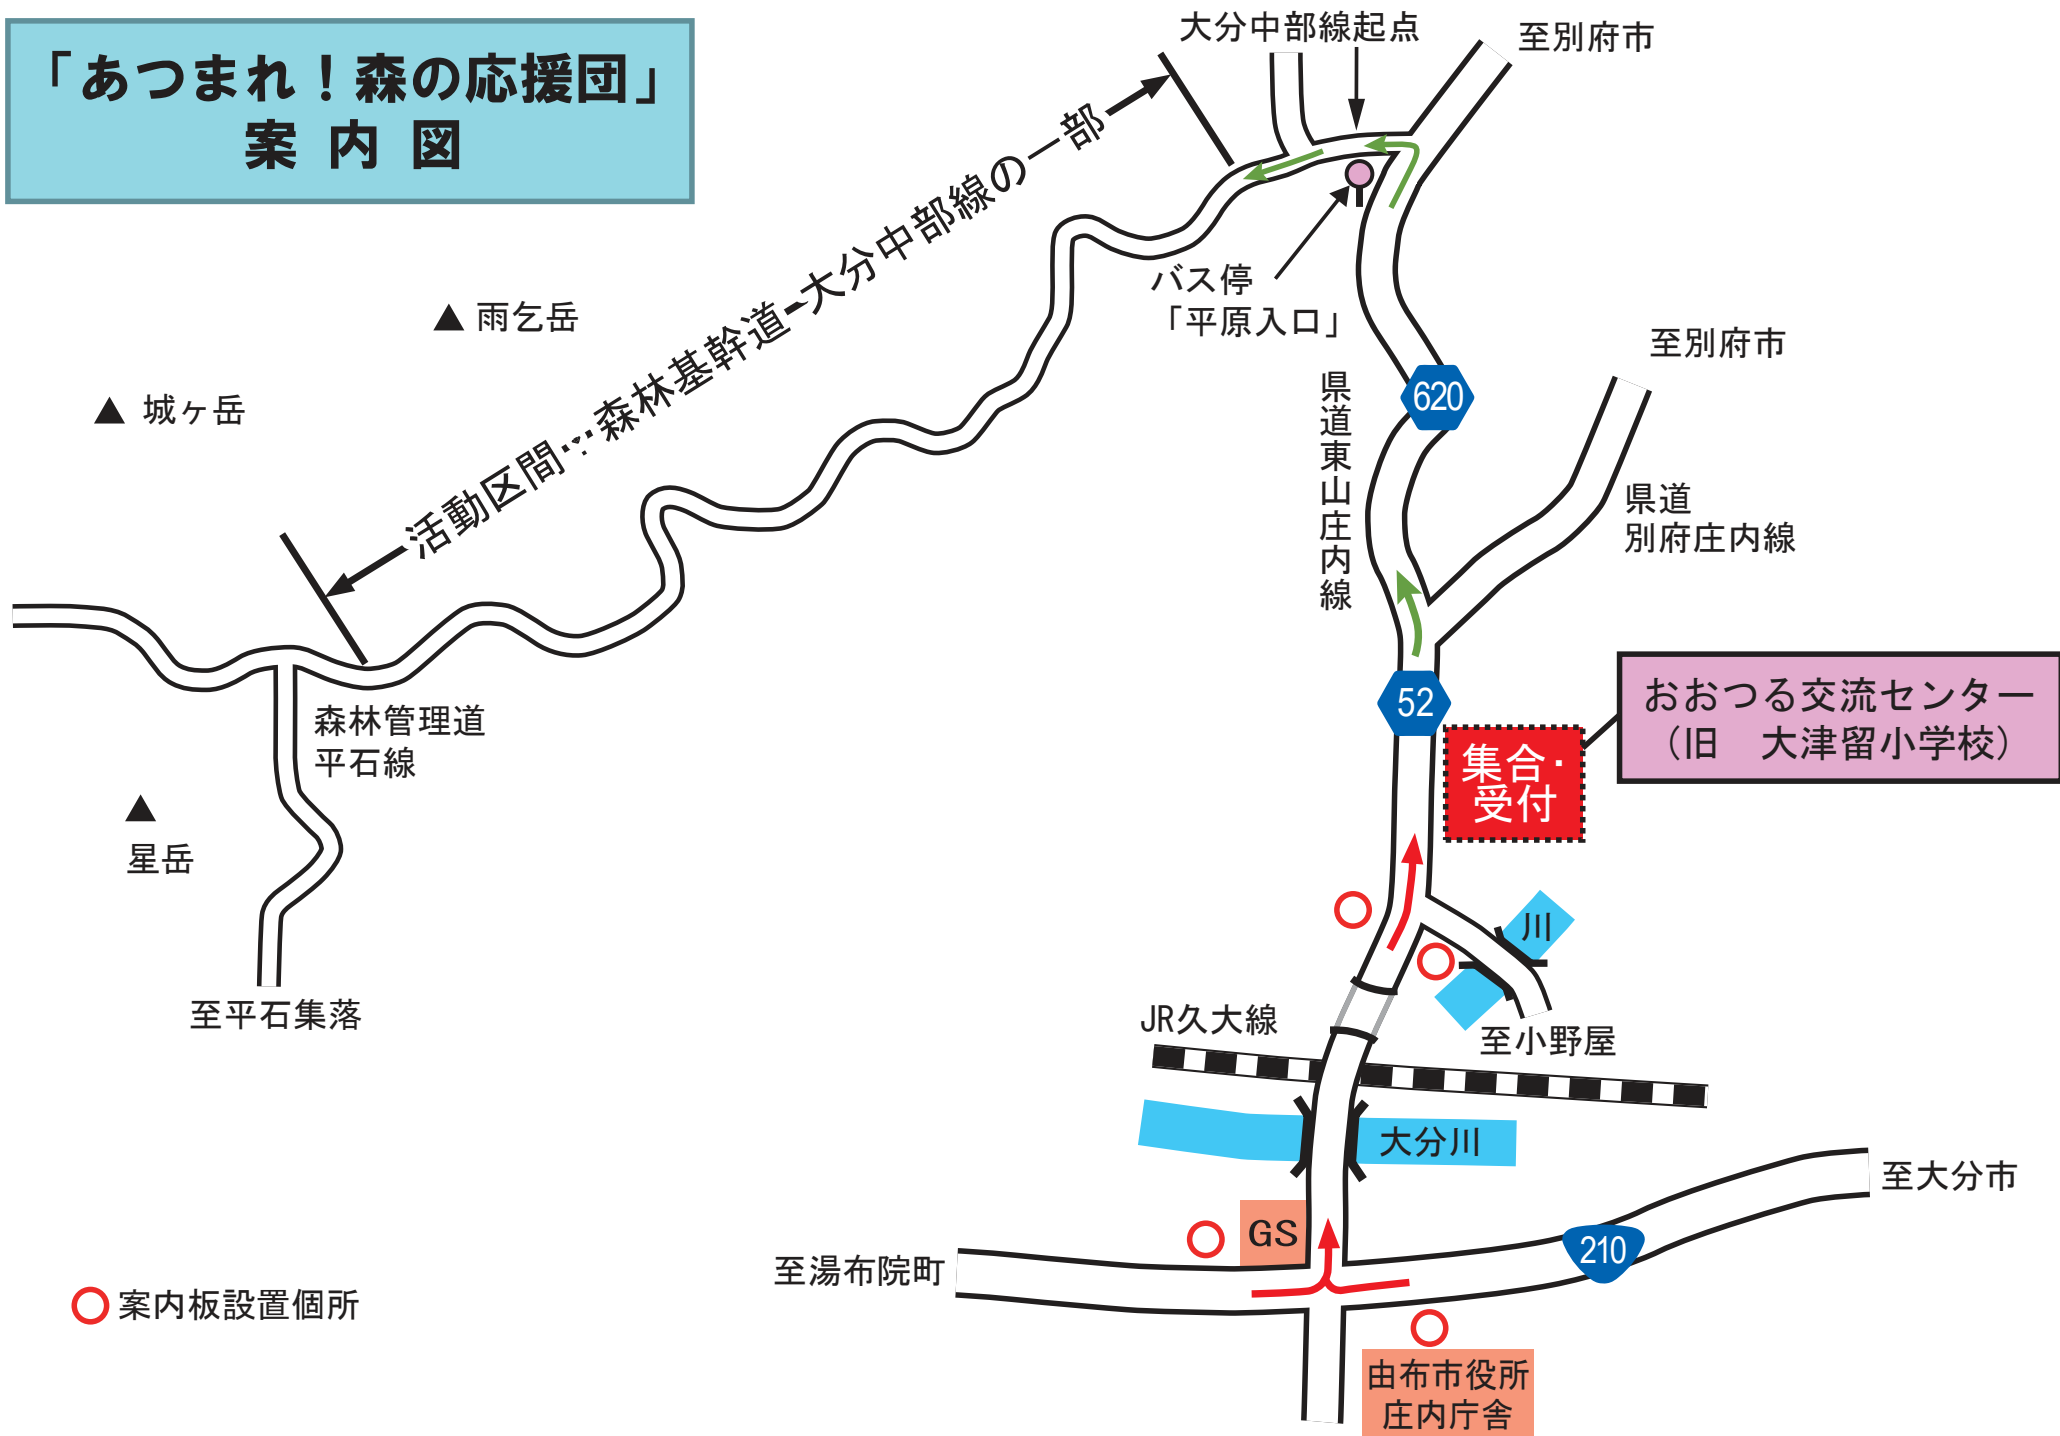 「あつまれ！森の応援団」
案 内 図
大分中部線起点
至別府市
活動区間…森林基幹道 大分中部線の一部
バス停
「平原入口」
▲ 雨乞岳
▲ 城ヶ岳
県道東山庄内線
620
至別府市
県道
別府庄内線
52
おおつる交流センター
（旧　大津留小学校）
集合・
受付
森林管理道
平石線
▲
星岳
至平石集落
川
至小野屋
JR久大線
大分川
至大分市
GS
210
至湯布院町
案内板設置個所
由布市役所
庄内庁舎